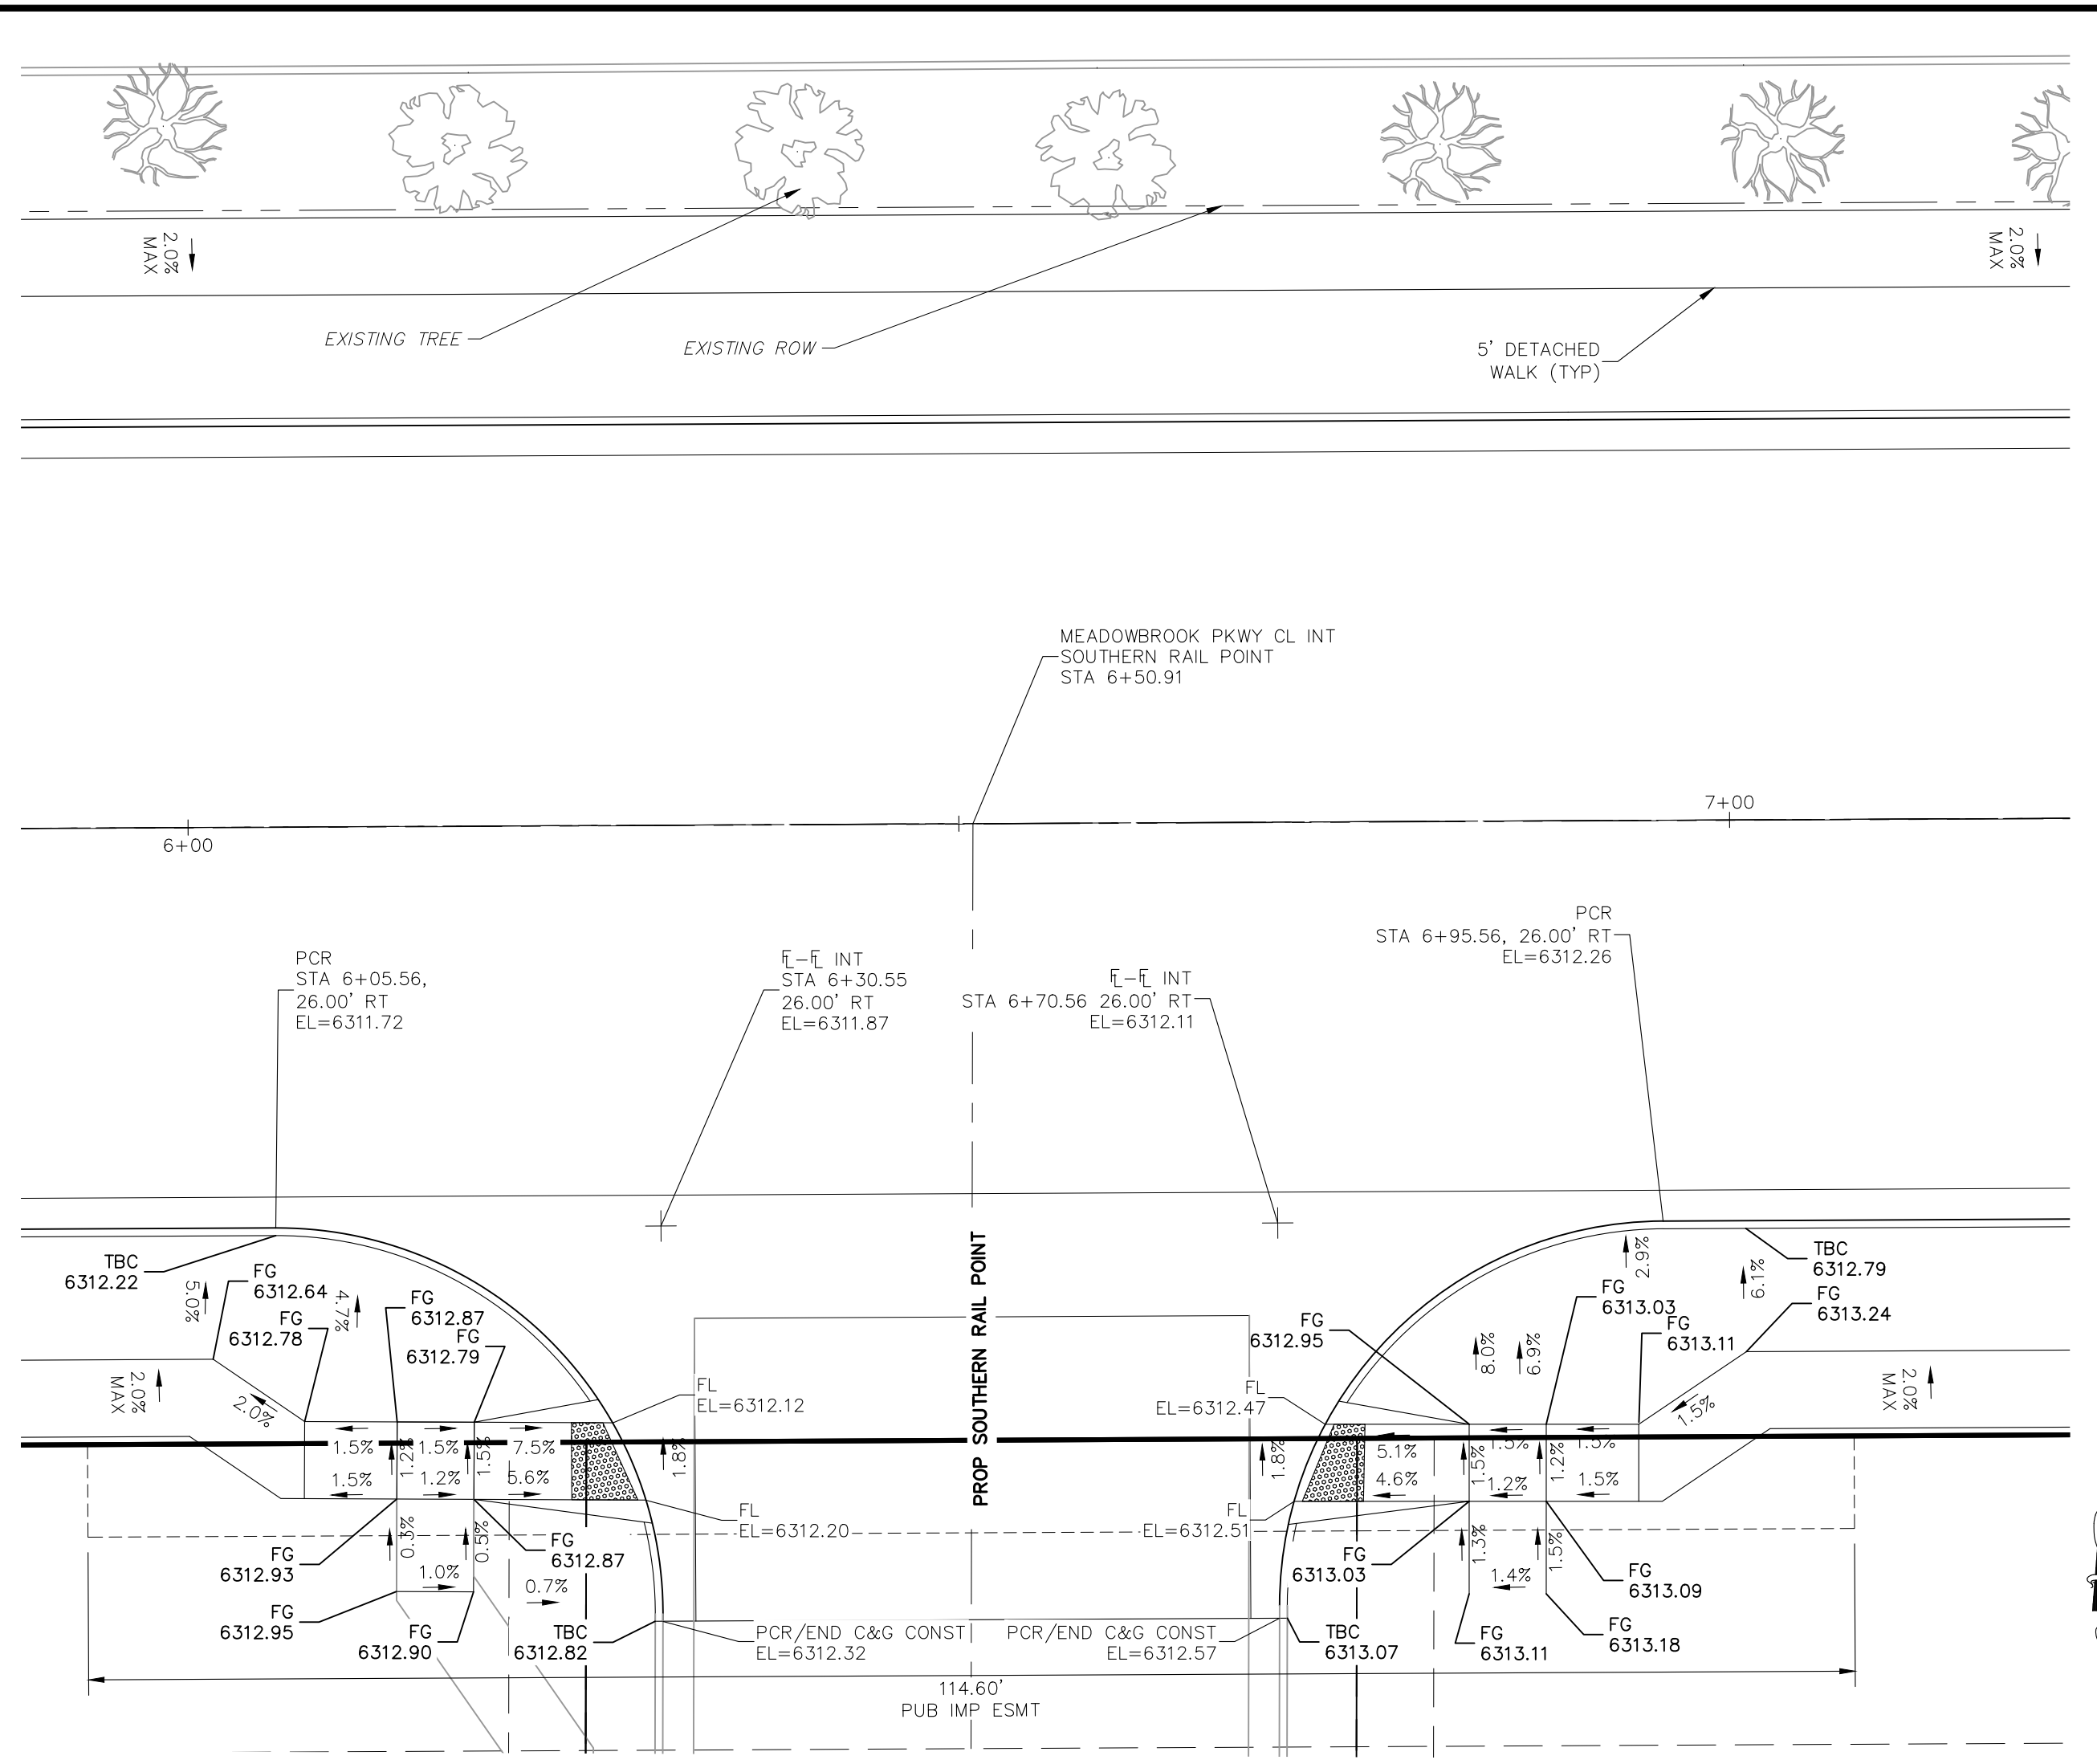 2.0%
MAX
2.0%
MAX
EXISTING TREE
EXISTING ROW
5' DETACHED
WALK (TYP)
MEADOWBROOK PKWY CL INT
SOUTHERN RAIL POINT
STA 6+50.91
7+00
6+00
PCR
STA 6+05.56,
26.00' RT
EL=6311.72
FL-FL INT
STA 6+30.55
26.00' RT
EL=6311.87
FL-FL INT
STA 6+70.56 26.00' RT
EL=6312.11
PCR
STA 6+95.56, 26.00' RT
EL=6312.26
TBC
6312.22
5.0%
FG
6312.64
FG
6312.78
4.7%
FG
6312.87
FG
6312.79
2.0%
MAX
2.0%
FL
EL=6312.12
1.5%
1.2%
1.5%
1.5%
7.5%
1.5%
1.2%
5.6%
1.8%
FL
EL=6312.20
0.3%
0.5%
FG
6312.93
FG
6312.87
1.0%
0.7%
FG
6312.95
FG
6312.90
TBC
6312.82
PCR/END C&G CONST
EL=6312.32
PROP SOUTHERN RAIL POINT
114.60'
PUB IMP ESMT
FG
6312.95
FG
6313.03
2.9%
6.1%
TBC
6312.79
FG
6313.24
FG
6313.11
8.0%
6.9%
FL
EL=6312.47
1.5%
2.0%
MAX
1.8%
5.1%
1.5%
1.5%
1.2%
1.5%
4.6%
1.2%
1.5%
FL
EL=6312.51
FG
6313.03
1.3%
1.5%
1.4%
FG
6313.09
PCR/END C&G CONST
EL=6312.57
TBC
6313.07
FG
6313.11
FG
6313.18